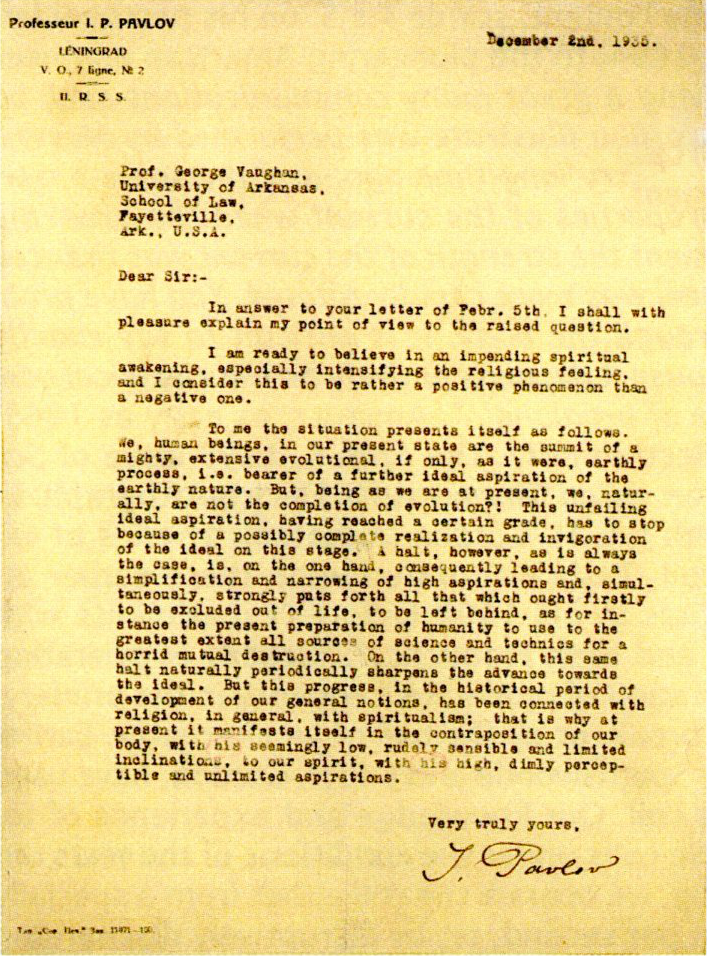 Professeur I. P. PAVLOV
LÉNINGRAD
V. O., 7 ligne, № 2
U. R. S. S.
December 2nd, 1935.
Prof. George Vaughan,
University of Arkansas,
School of Law,
Fayetteville,
Ark., U.S.A.
Dear Sir:-
In answer to your letter of Febr. 5th, I shall with
pleasure explain my point of view to the raised question.
I am ready to believe in an impending spiritual
awakening, especially intensifying the religious feeling,
and I consider this to be rather a positive phenomenon than
a negative one.
To me the situation presents itself as follows.
We, human beings, in our present state are the summit of a
mighty, extensive evolutional, if only, as it were, earthly
process, i.e. bearer of a further ideal aspiration of the
earthly nature. But, being as we are at present, we, natur-
ally, are not the completion of evolution?! This unfailing
ideal aspiration, having reached a certain grade, has to stop
because of a possibly complete realization and invigoration
of the ideal on this stage. A halt, however, as is always
the case, is, on the one hand, consequently leading to a
simplification and narrowing of high aspirations and, simul-
taneously, strongly puts forth all that which ought firstly
to be excluded out of life, to be left behind, as for in-
stance the present preparation of humanity to use to the
greatest extent all sources of science and technics for a
horrid mutual destruction. On the other hand, this same
halt naturally periodically sharpens the advance towards
the ideal. But this progress, in the historical period of
development of our general notions, has been connected with
religion, in general, with spiritualism; that is why at
present it manifests itself in the contraposition of our
body, with his seemingly low, rudely sensible and limited
inclinations, to our spirit, with his high, dimly percep-
tible and unlimited aspirations.
Very truly yours,
I. Pavlov